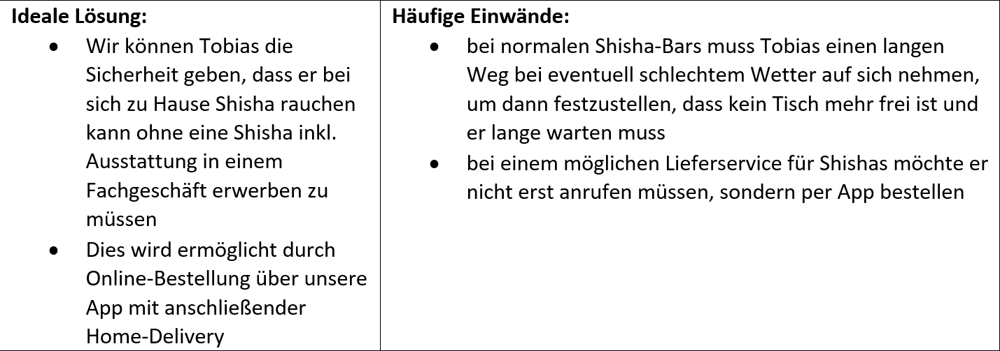 Ideale Lösung:
• Wir können Tobias die
Sicherheit geben, dass er bei
sich zu Hause Shisha rauchen
kann ohne eine Shisha inkl.
Ausstattung in einem
Fachgeschäft erwerben zu
müssen
• Dies wird ermöglicht durch
Online-Bestellung über unsere
App mit anschließender
Home-Delivery
Häufige Einwände:
• bei normalen Shisha-Bars muss Tobias einen langen
Weg bei eventuell schlechtem Wetter auf sich nehmen,
um dann festzustellen, dass kein Tisch mehr frei ist und
er lange warten muss
• bei einem möglichen Lieferservice für Shishas möchte er
nicht erst anrufen müssen, sondern per App bestellen